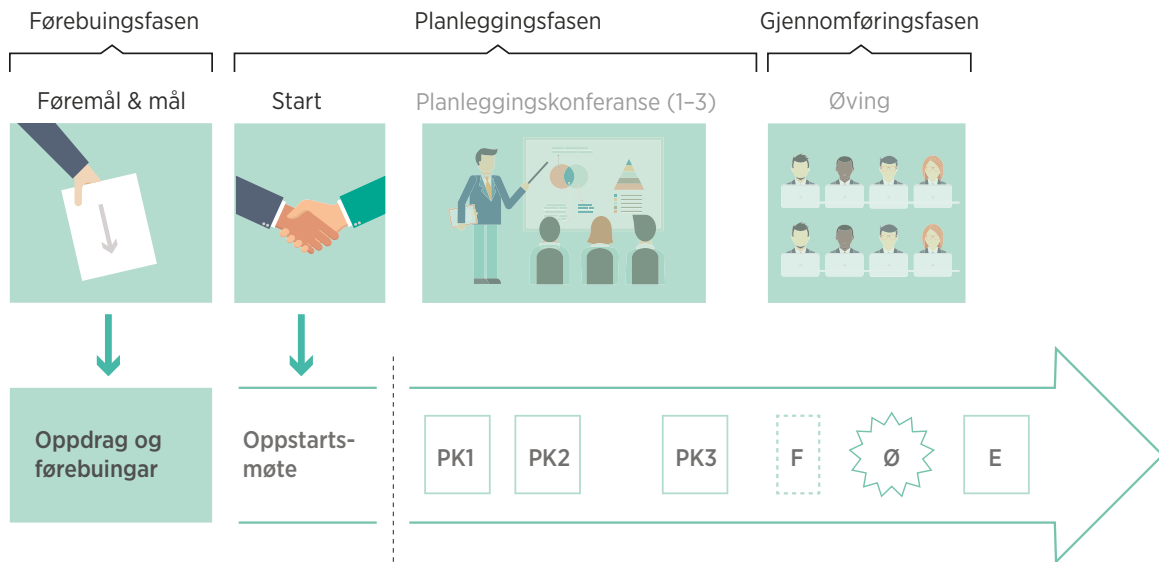 Førebuingsfasen
Planleggingsfasen
Gjennomføringsfasen
Føremål & mål
Start
Planleggingskonferanse (1–3)
Øving
Oppdrag og
førebuingar
Oppstarts-
møte
PK1
PK2
PK3
F
Ø
E